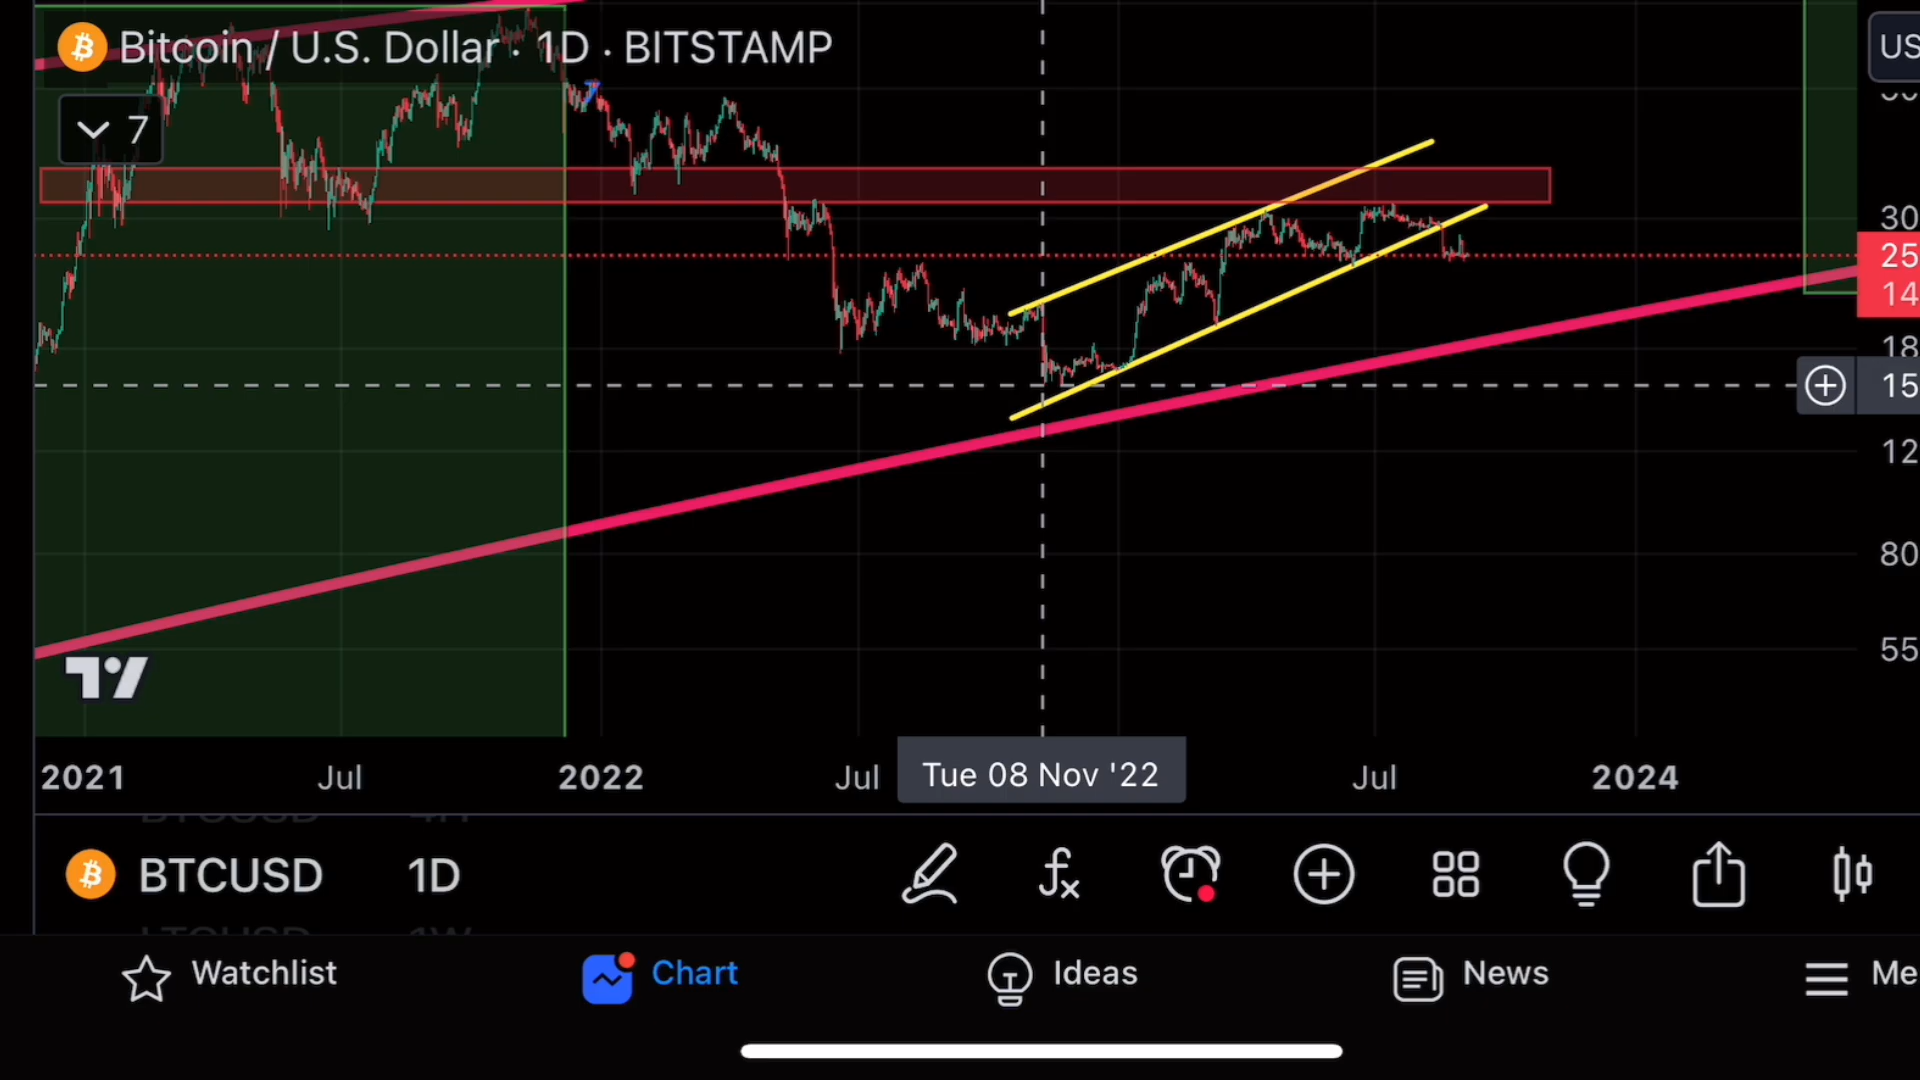 Bitcoin / U.S. Dollar · 1D · BITSTAMP
US
7
30
25
14
18
15
12
80
55
2021 Jul 2022 Jul Tue 08 Nov '22 Jul 2024
BTCUSD 1D
Watchlist Chart Ideas News Me